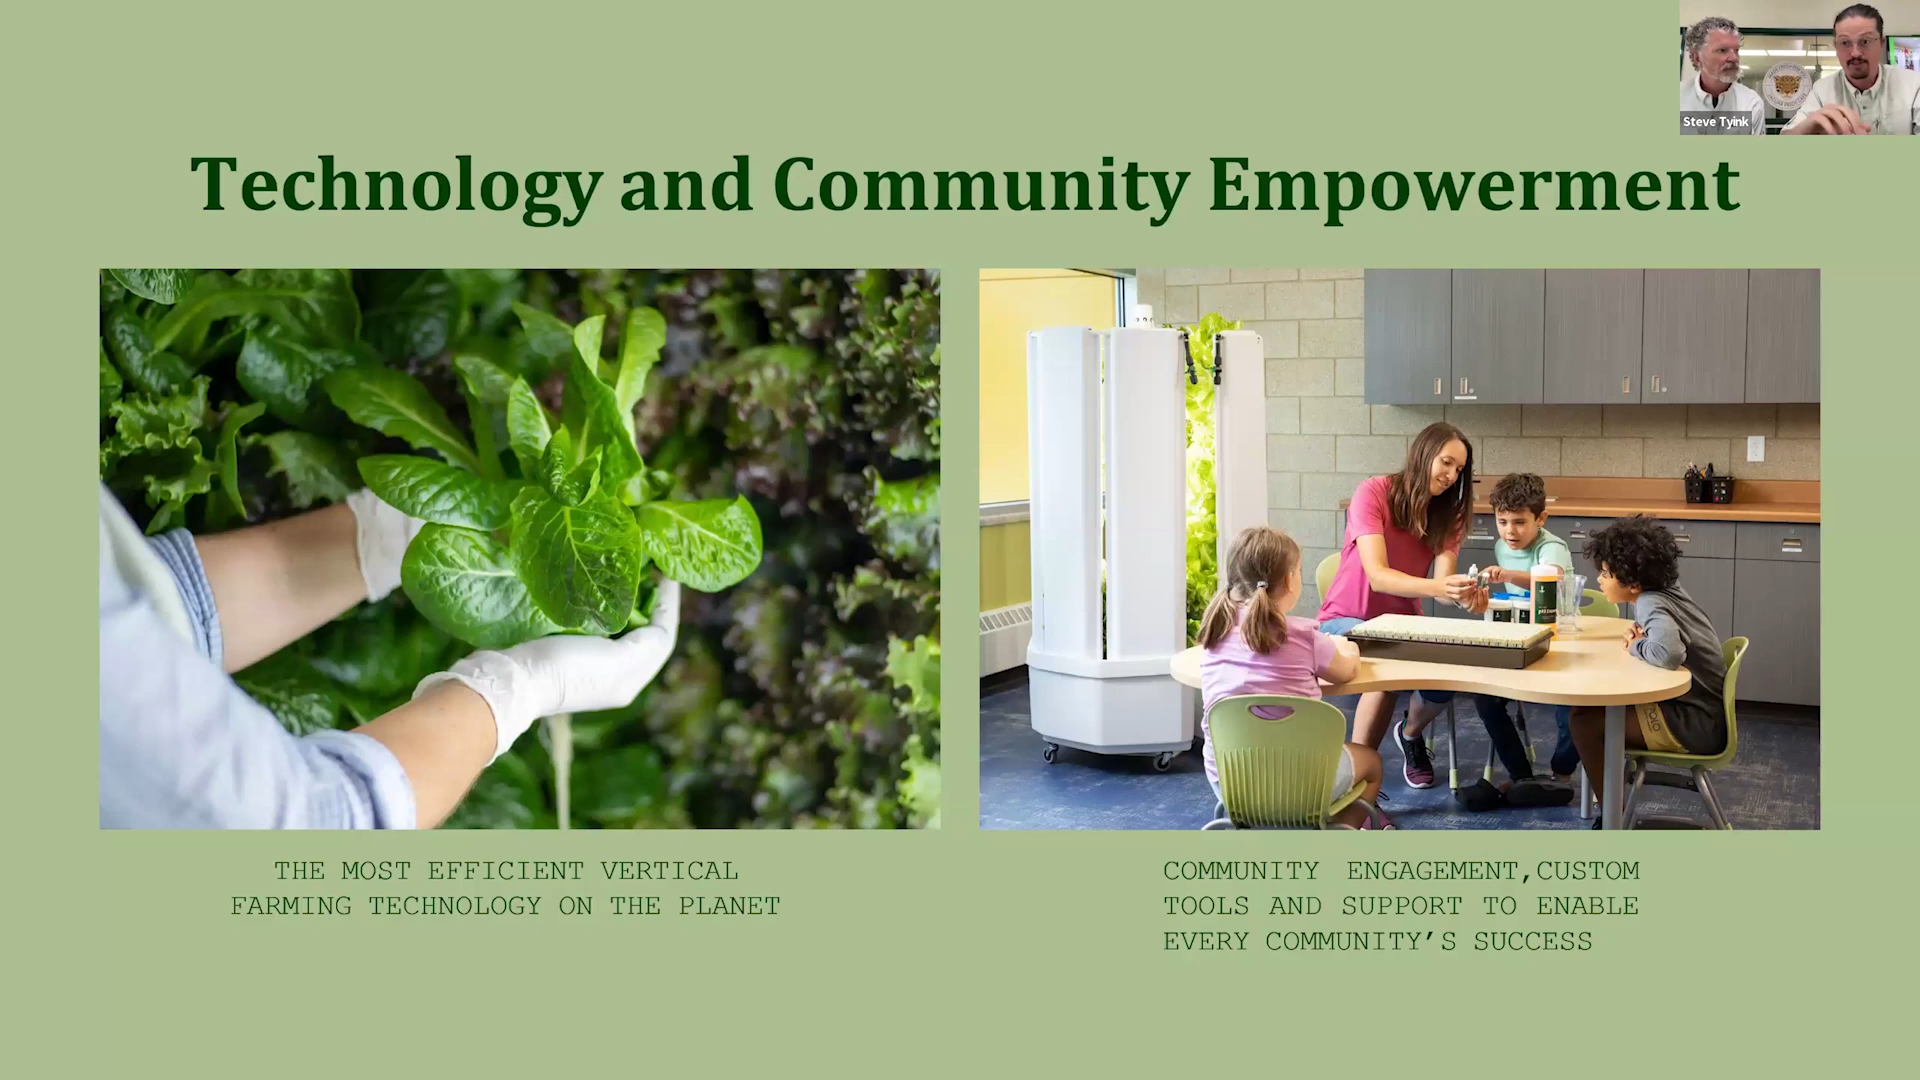 Steve Tyink
Technology and Community Empowerment
THE MOST EFFICIENT VERTICAL
FARMING TECHNOLOGY ON THE PLANET
COMMUNITY ENGAGEMENT,CUSTOM
TOOLS AND SUPPORT TO ENABLE
EVERY COMMUNITY’S SUCCESS